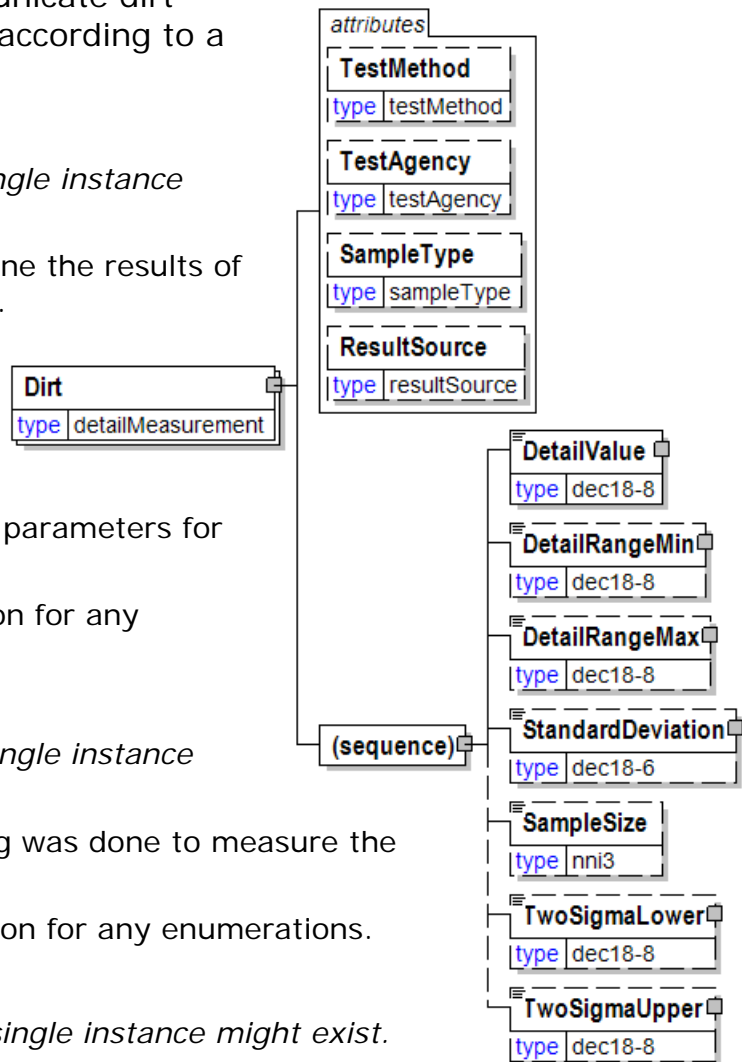 unicate dirt
according to a
ngle instance
ne the results of
.
parameters for
on for any
ngle instance
g was done to measure the
on for any enumerations.
single instance might exist.
Dirt
type detailMeasurement
attributes
TestMethod
type testMethod
TestAgency
type testAgency
SampleType
type sampleType
ResultSource
type resultSource
(sequence)
DetailValue
type dec18-8
DetailRangeMin
type dec18-8
DetailRangeMax
type dec18-8
StandardDeviation
type dec18-6
SampleSize
type nni3
TwoSigmaLower
type dec18-8
TwoSigmaUpper
type dec18-8